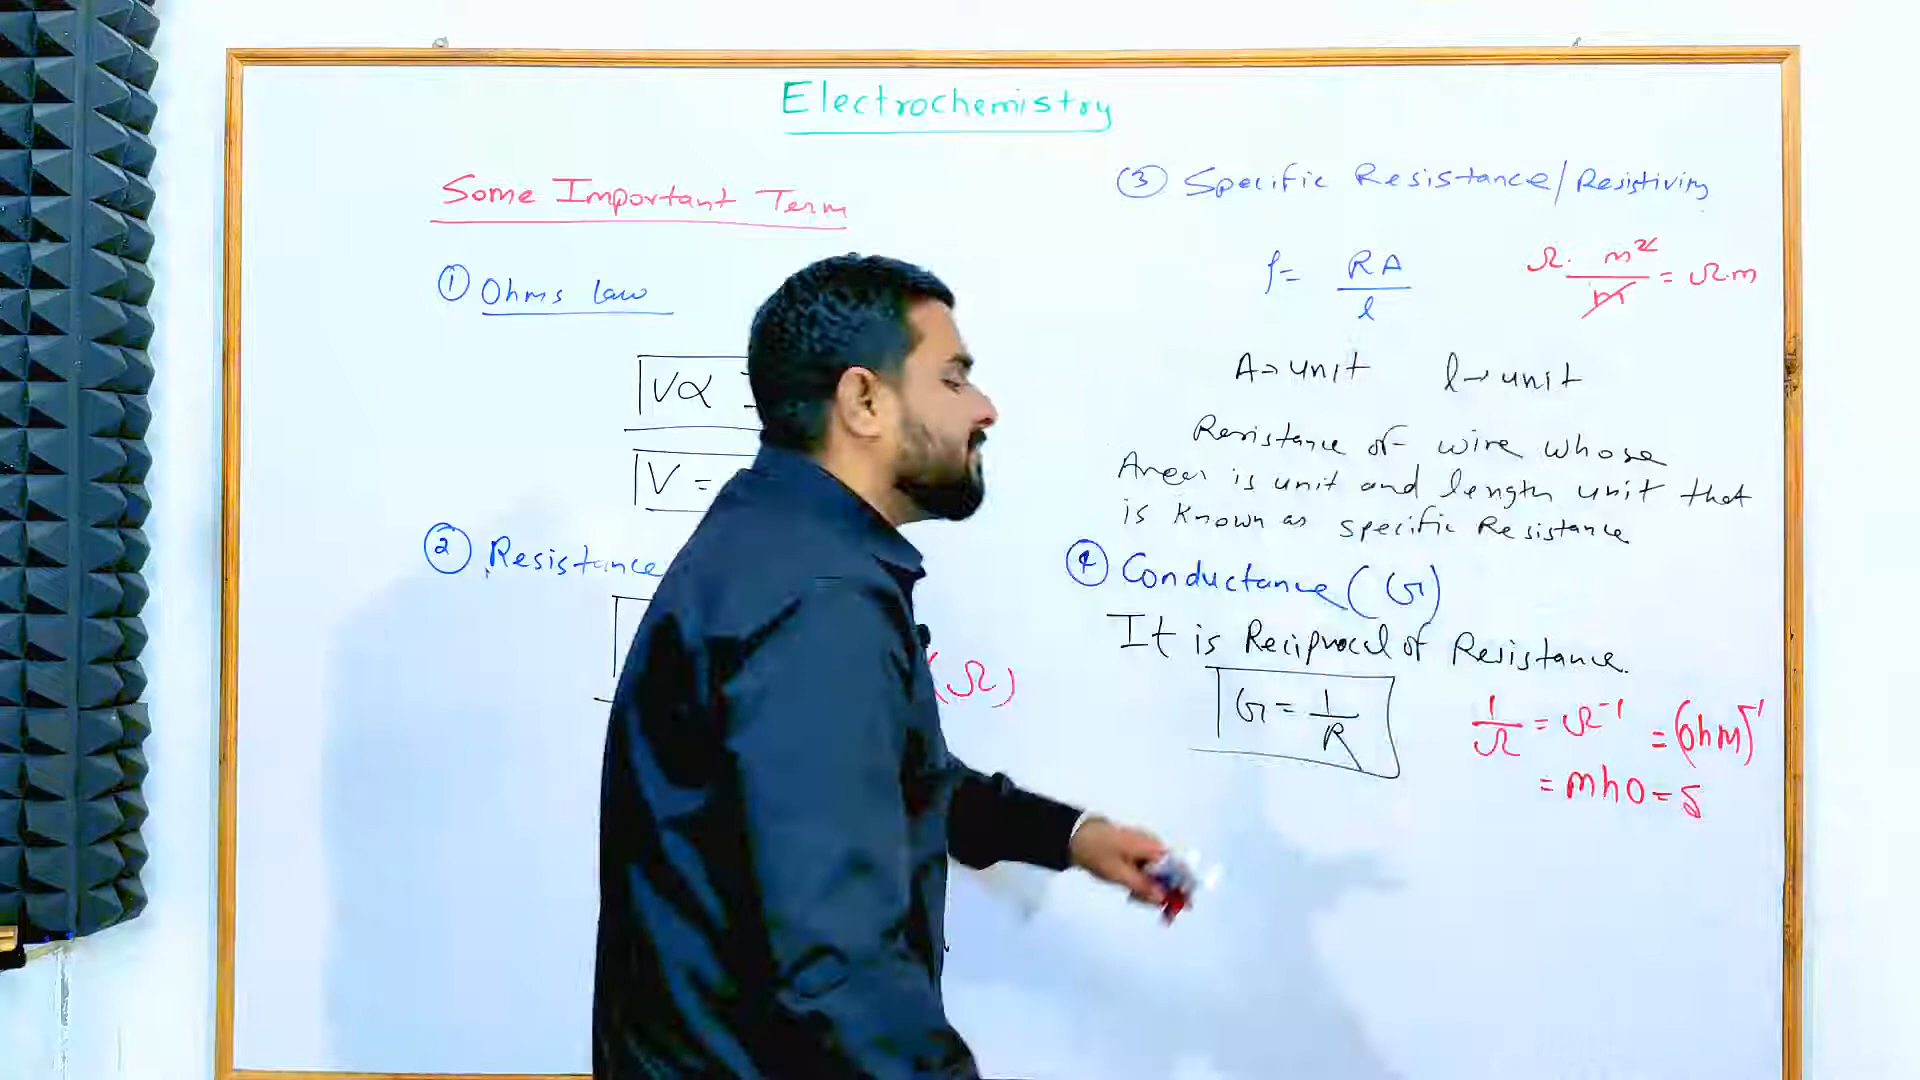 Electrochemistry
Some Important Term
① Ohms law
V∝
V =
② Resistance
(Ω)
③ Specific Resistance/Resistivity
ρ = RA/l
Ω. m²/m = Ω.m
A→unit l→unit
Resistance of wire whose
Area is unit and length unit that
is known as specific Resistance
④ Conductance (G)
It is Reciprocal of Resistance.
G = 1/R
1/Ω = Ω⁻¹ = (ohm)⁻¹
= mho = S